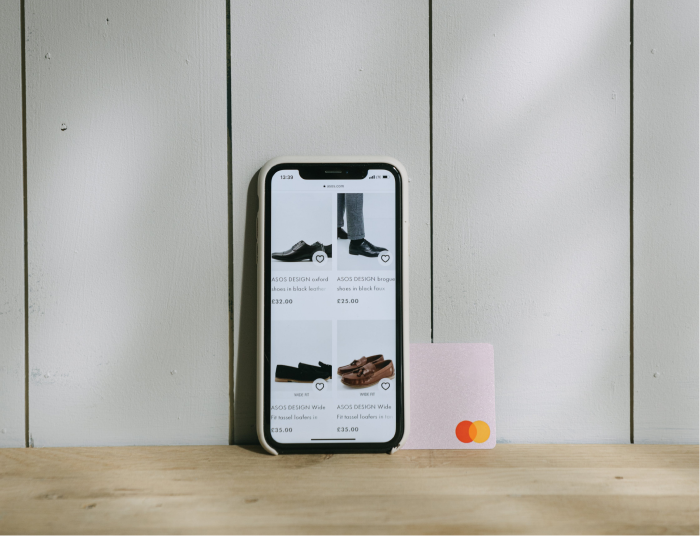 13:39
ASOS DESIGN oxford
shoes in black leather
£32.00
ASOS DESIGN brogue
shoes in black faux
£25.00
WIDE FIT
ASOS DESIGN Wide
Fit tassel loafers in
£35.00
WIDE FIT
ASOS DESIGN Wide
Fit tassel loafers in
£35.00